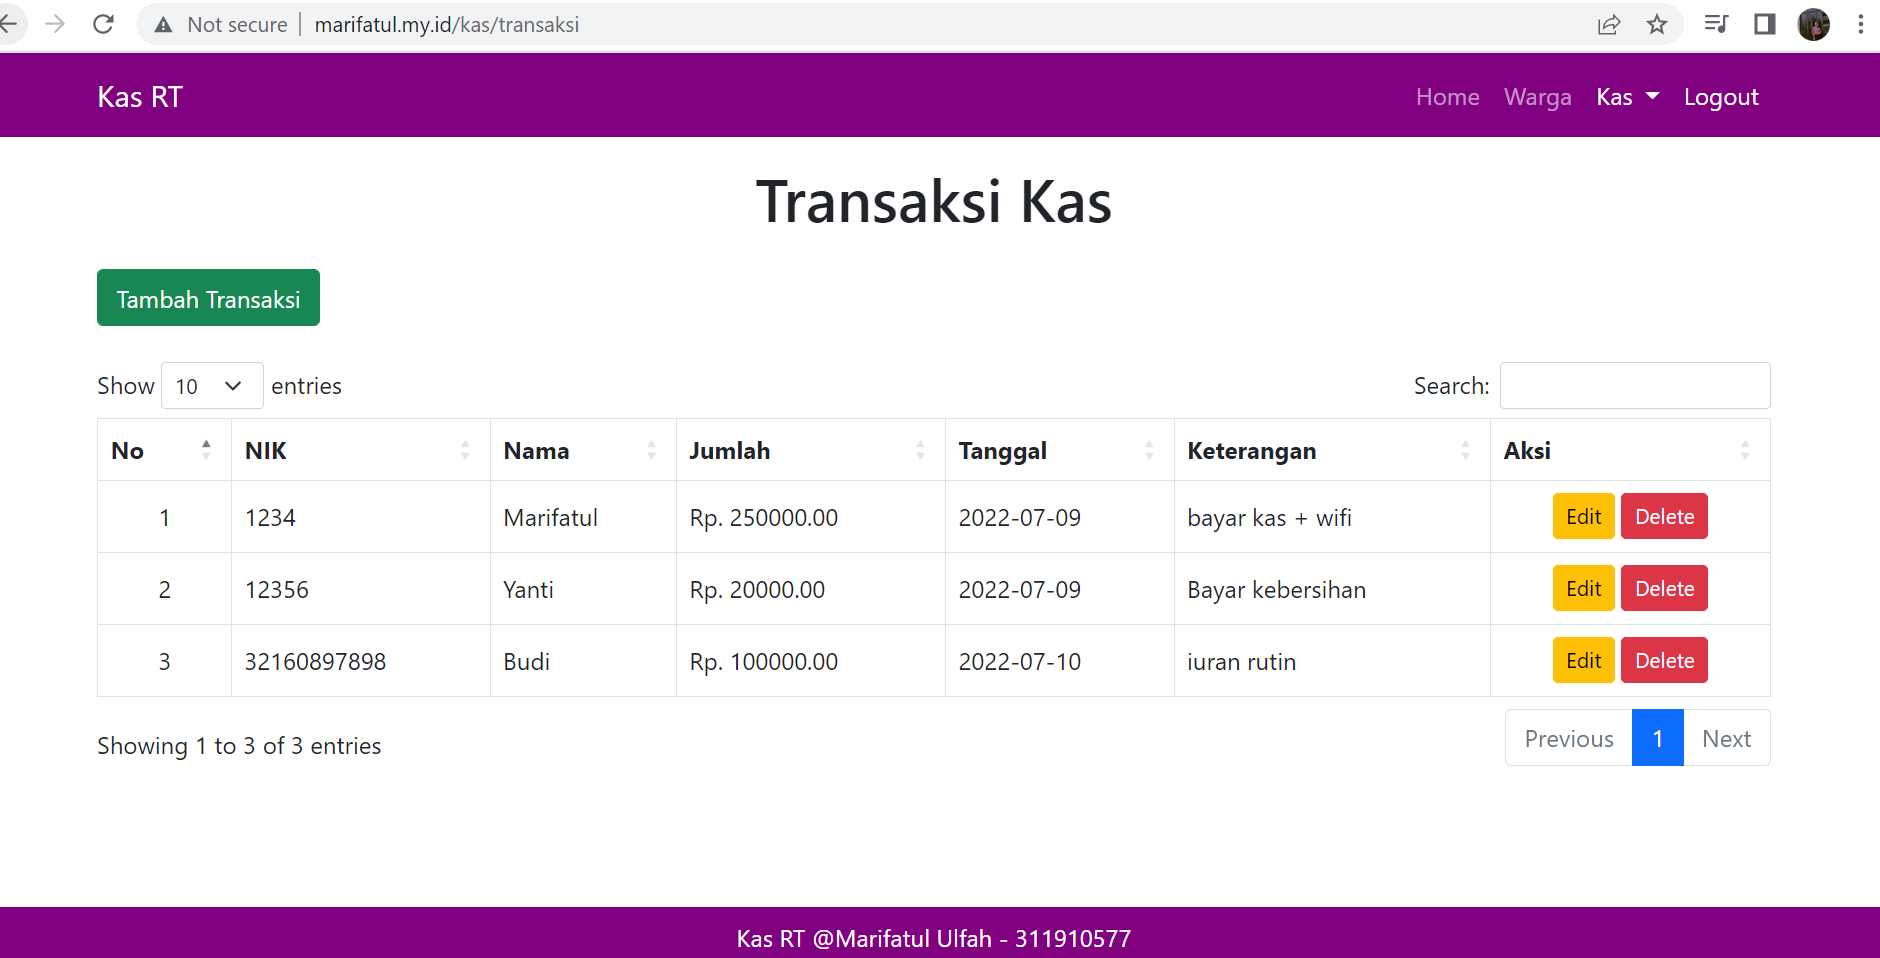 Not secure marifatul.my.id/kas/transaksi
Kas RT Home Warga Kas Logout
Transaksi Kas
Tambah Transaksi
Show 10 entries Search:
No NIK Nama Jumlah Tanggal Keterangan Aksi
1 1234 Marifatul Rp. 250000.00 2022-07-09 bayar kas + wifi Edit Delete
2 12356 Yanti Rp. 20000.00 2022-07-09 Bayar kebersihan Edit Delete
3 32160897898 Budi Rp. 100000.00 2022-07-10 iuran rutin Edit Delete
Showing 1 to 3 of 3 entries Previous 1 Next
Kas RT @Marifatul Ulfah - 311910577